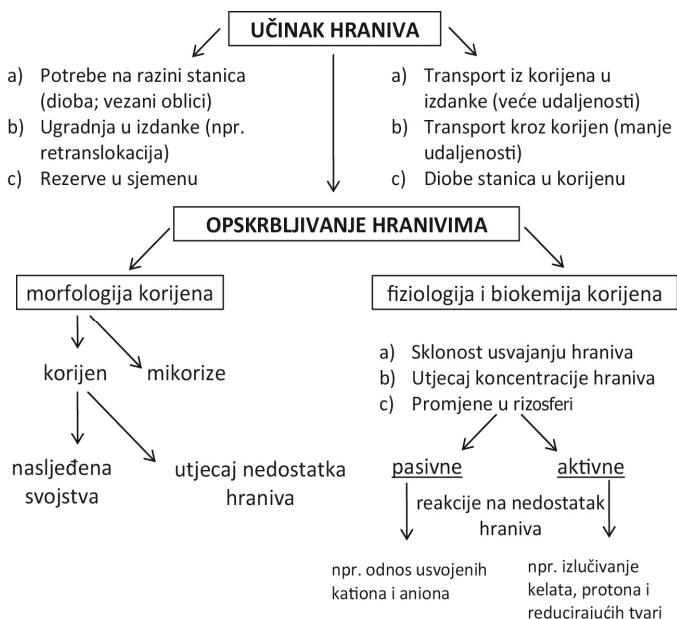 UČINAK HRANIVA
a) Potrebe na razini stanica
(dioba; vezani oblici)
b) Ugradnja u izdanke (npr.
retranslokacija)
c) Rezerve u sjemenu
a) Transport iz korijena u
izdanke (veće udaljenosti)
b) Transport kroz korijen (manje
udaljenosti)
c) Diobe stanica u korijenu
OPSKRBLJIVANJE HRANIVIMA
morfologija korijena
korijen
mikorize
nasljeđena
svojstva
utjecaj nedostatka
hraniva
fiziologija i biokemija korijena
a) Sklonost usvajanju hraniva
b) Utjecaj koncentracije hraniva
c) Promjene u rizosferi
pasivne
aktivne
reakcije na nedostatak
hraniva
npr. odnos usvojenih
kationa i aniona
npr. izlučivanje
kelata, protona i
reducirajućih tvari